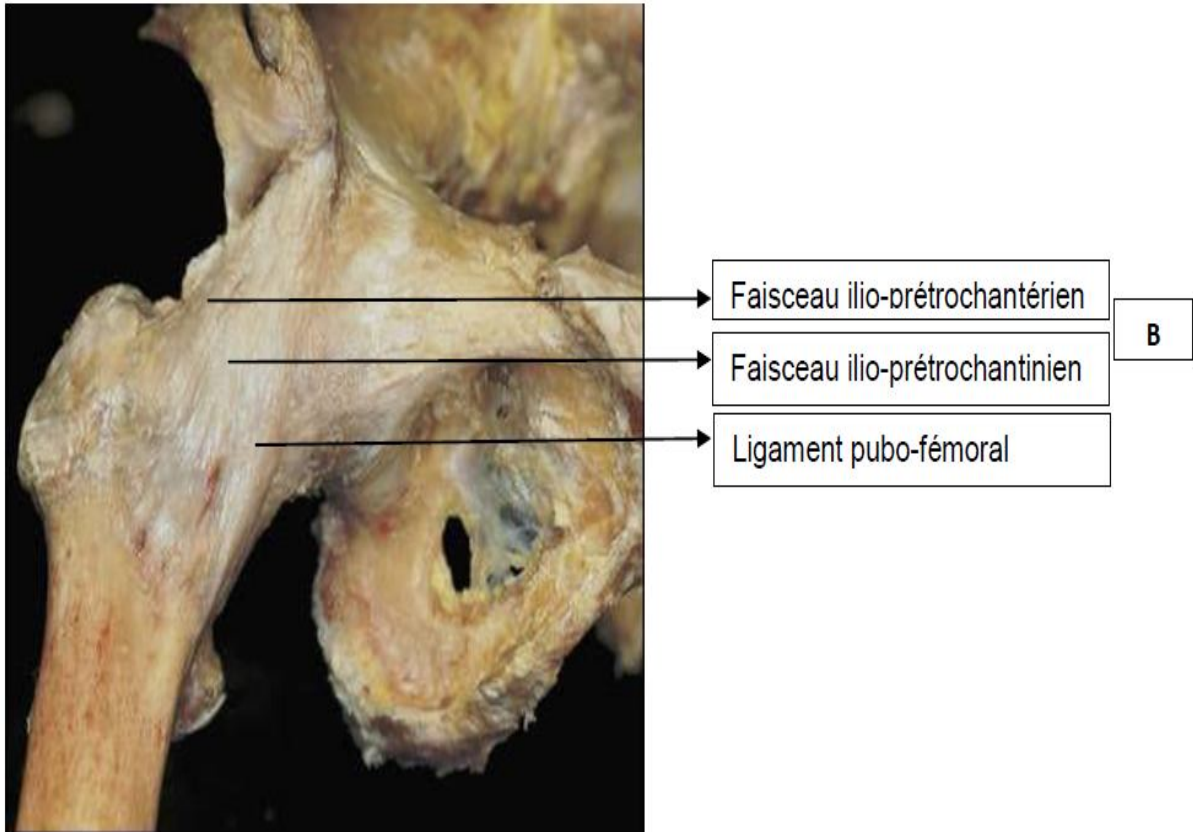 Faisceau ilio-prétrochantérien
B
Faisceau ilio-prétrochantinien
Ligament pubo-fémoral